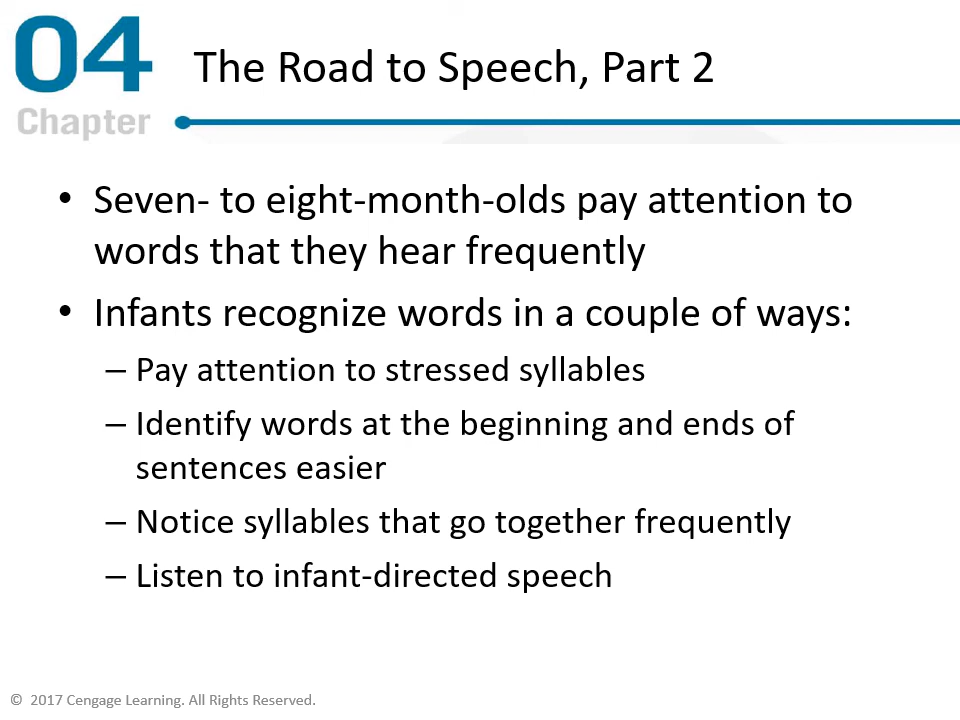 04
Chapter
The Road to Speech, Part 2
• Seven- to eight-month-olds pay attention to
words that they hear frequently
• Infants recognize words in a couple of ways:
– Pay attention to stressed syllables
– Identify words at the beginning and ends of
sentences easier
– Notice syllables that go together frequently
– Listen to infant-directed speech
© 2017 Cengage Learning. All Rights Reserved.